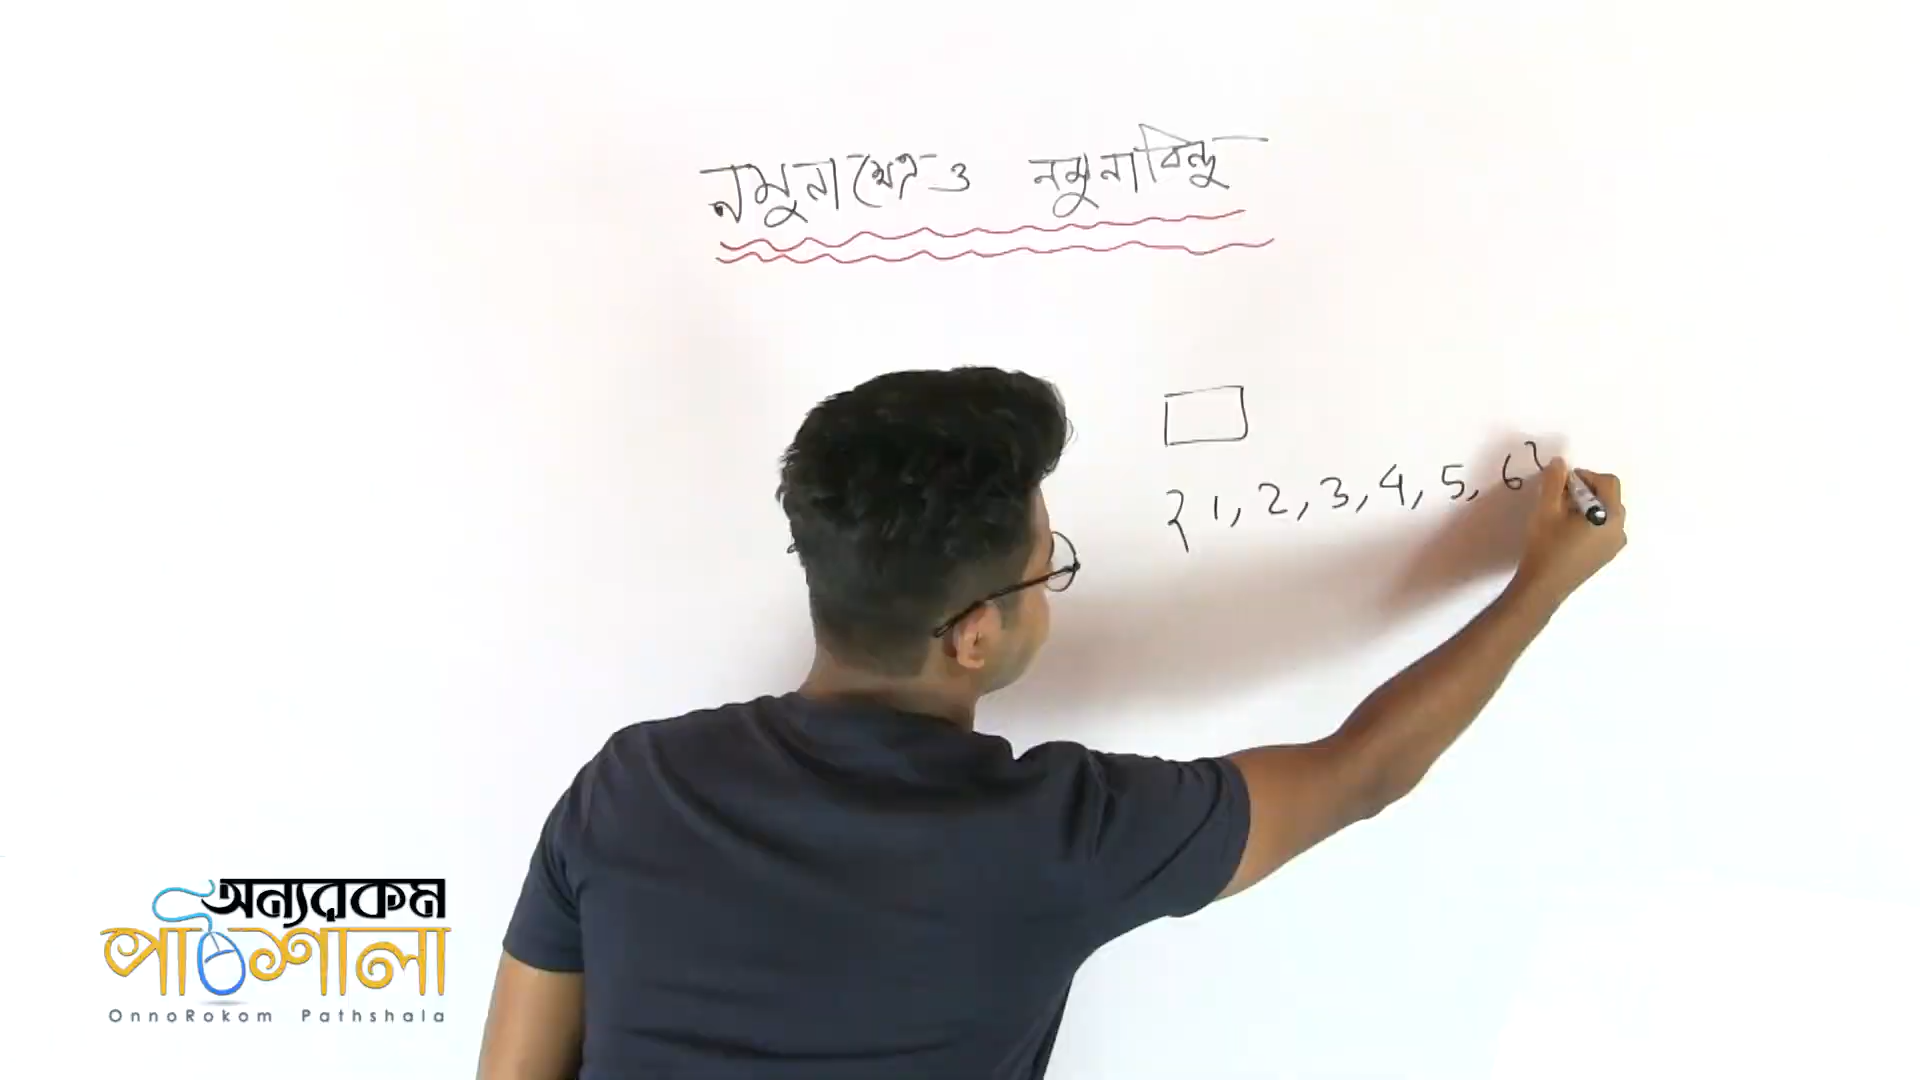 নমুনাক্ষেত্র ও নমুনাবিন্দু
{1, 2, 3, 4, 5, 6}
অন্যরকম
পাঠশালা
OnnoRokom Pathshala